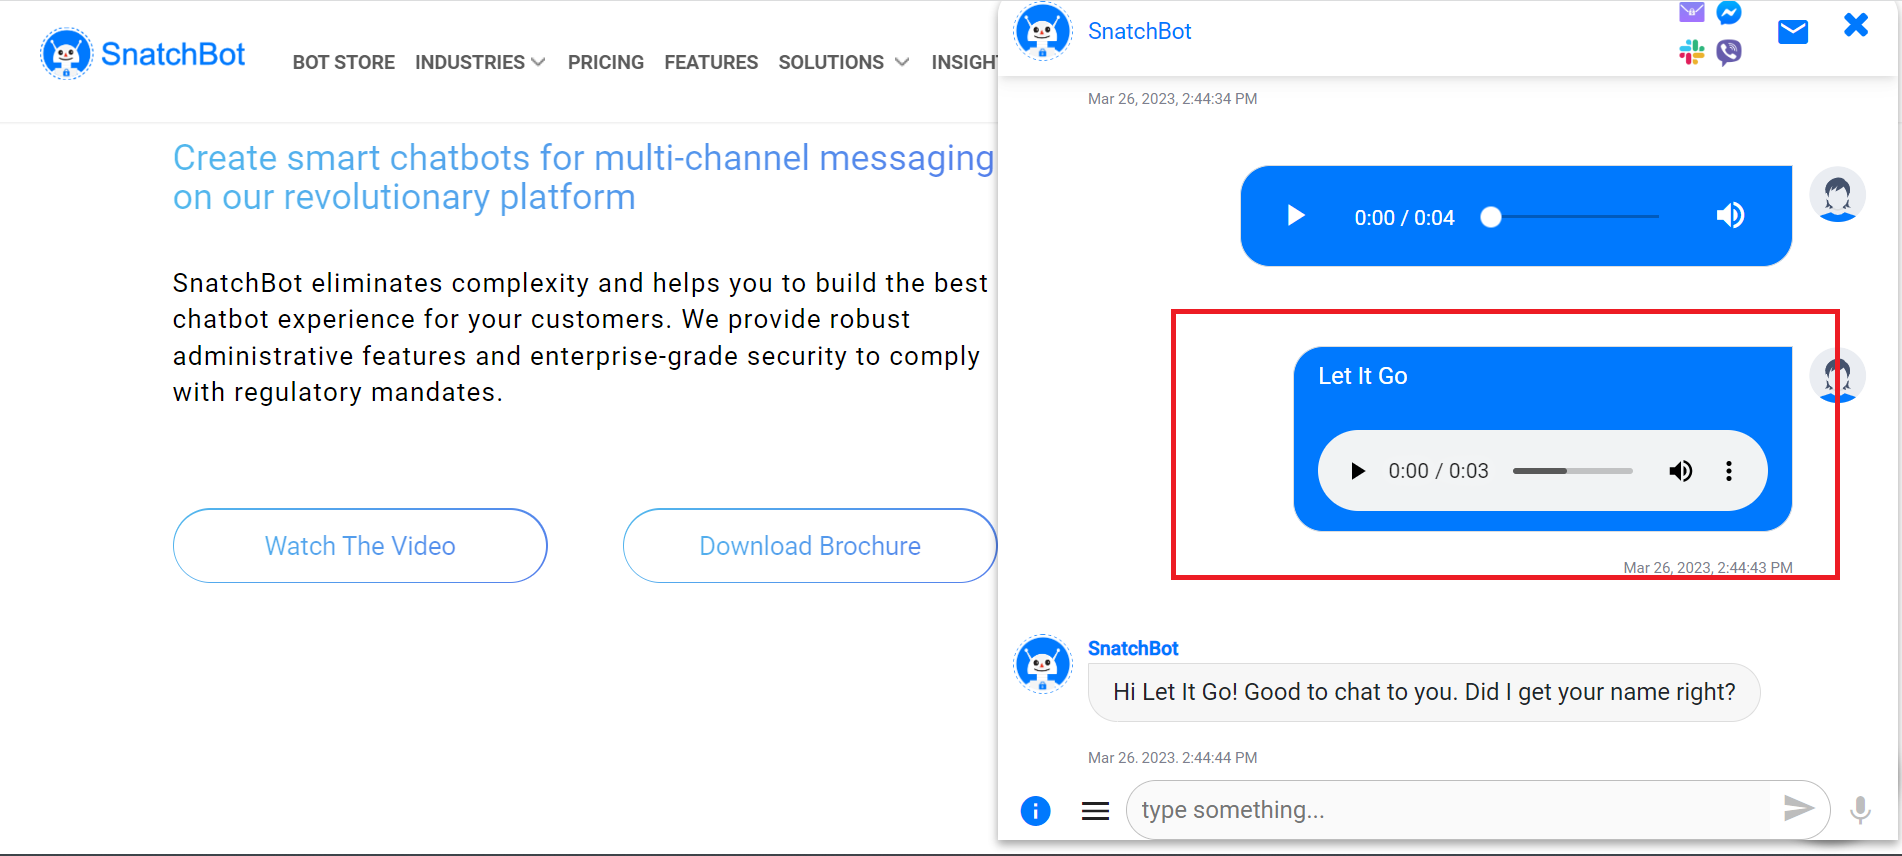 SnatchBot
BOT STORE INDUSTRIES PRICING FEATURES SOLUTIONS INSIGH
Create smart chatbots for multi-channel messaging
on our revolutionary platform
SnatchBot eliminates complexity and helps you to build the best
chatbot experience for your customers. We provide robust
administrative features and enterprise-grade security to comply
with regulatory mandates.
Watch The Video
Download Brochure
SnatchBot
Mar 26, 2023, 2:44:34 PM
0:00 / 0:04
Let It Go
0:00 / 0:03
Mar 26, 2023, 2:44:43 PM
SnatchBot
Hi Let It Go! Good to chat to you. Did I get your name right?
Mar 26. 2023. 2:44:44 PM
type something...